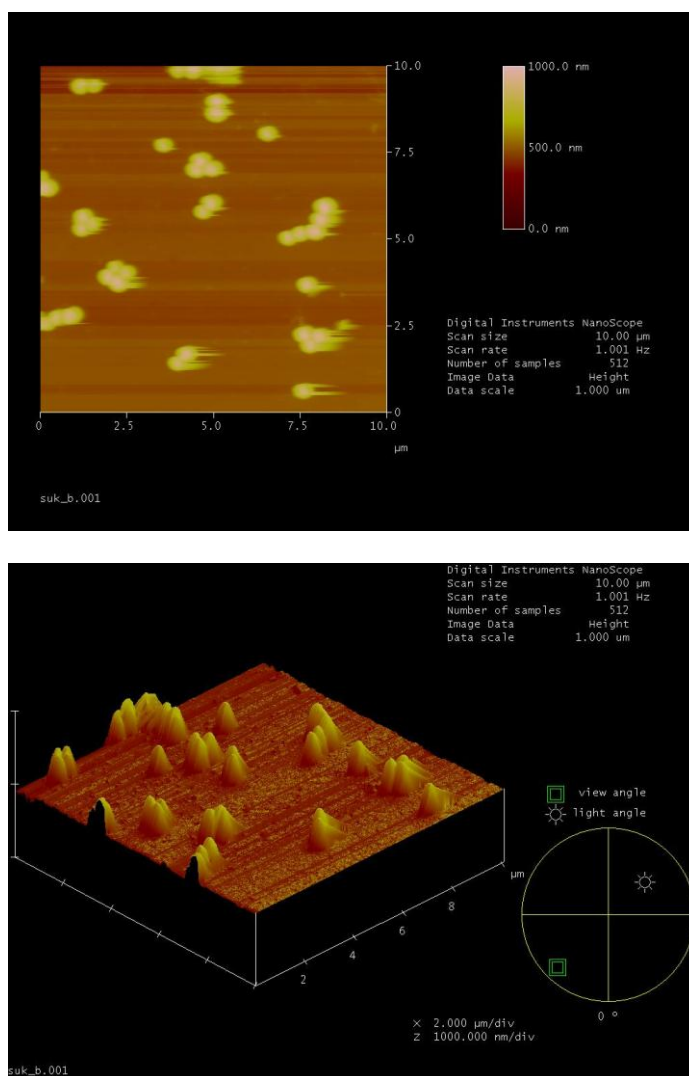 10.0
7.5
5.0
2.5
0
0 2.5 5.0 7.5 10.0
µm
1000.0 nm
500.0 nm
0.0 nm
Digital Instruments NanoScope
Scan size 10.00 µm
Scan rate 1.001 Hz
Number of samples 512
Image Data Height
Data scale 1.000 um
suk_b.001
Digital Instruments NanoScope
Scan size 10.00 µm
Scan rate 1.001 Hz
Number of samples 512
Image Data Height
Data scale 1.000 um
view angle
light angle
µm
8
6
4
2
0 °
X 2.000 µm/div
Z 1000.000 nm/div
suk_b.001